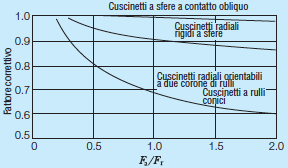 Cuscinetti a sfere a contatto obliquo
1.0
Cuscinetti radiali
rigidi a sfere
0.9
0.8
Fattore correttivo
Cuscinetti radiali orientabili
a due corone di rulli
0.7
Cuscinetti a rulli
conici
0.6
0.5
0
0.5
1.0
1.5
2.0
Fa/Fr